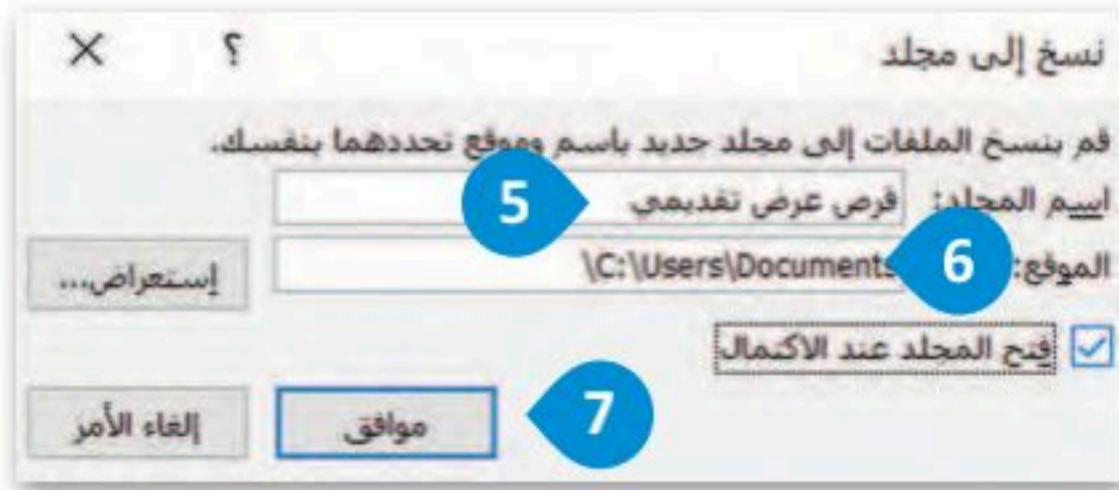 نسخ إلى مجلد ؟ ×
قم بنسخ الملفات إلى مجلد جديد باسم وموقع تحددهما بنفسك.
اسم المجلد: قرص عرض تقديمي 5
الموقع: 6 C:\Users\Documents\ إستعراض...
فتح المجلد عند الاكتمال
7 موافق إلغاء الأمر